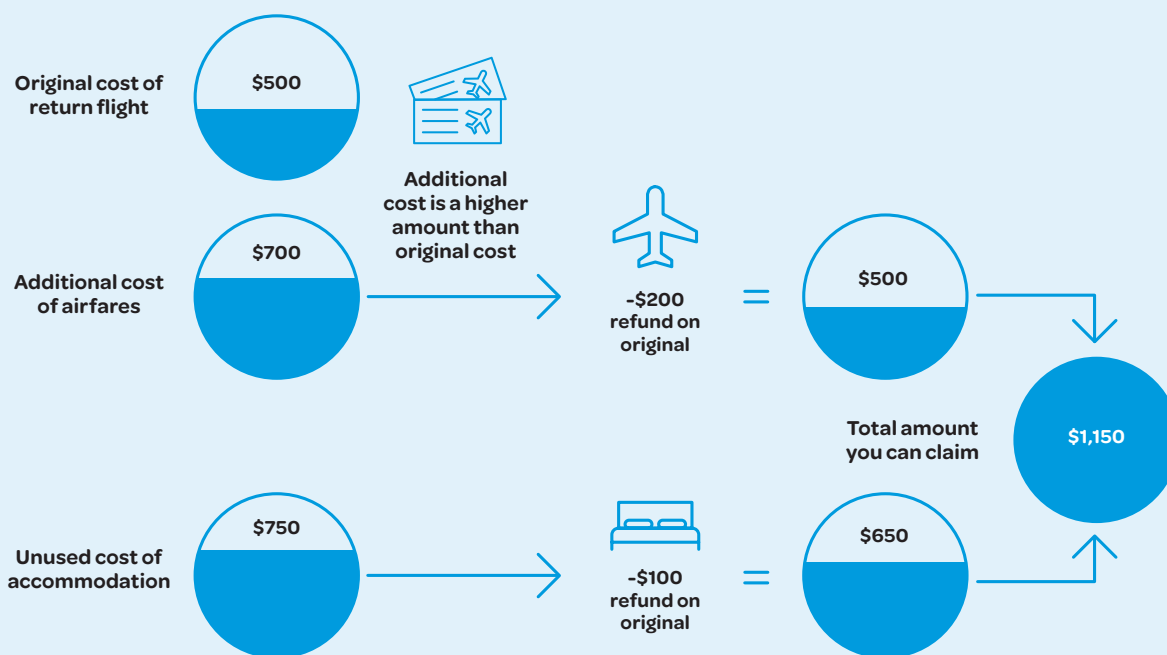 Original cost of
return flight
$500
Additional
cost is a higher
amount than
original cost
Additional cost
of airfares
$700
-$200
refund on
original
=
$500
Total amount
you can claim
$1,150
Unused cost of
accommodation
$750
-$100
refund on
original
=
$650